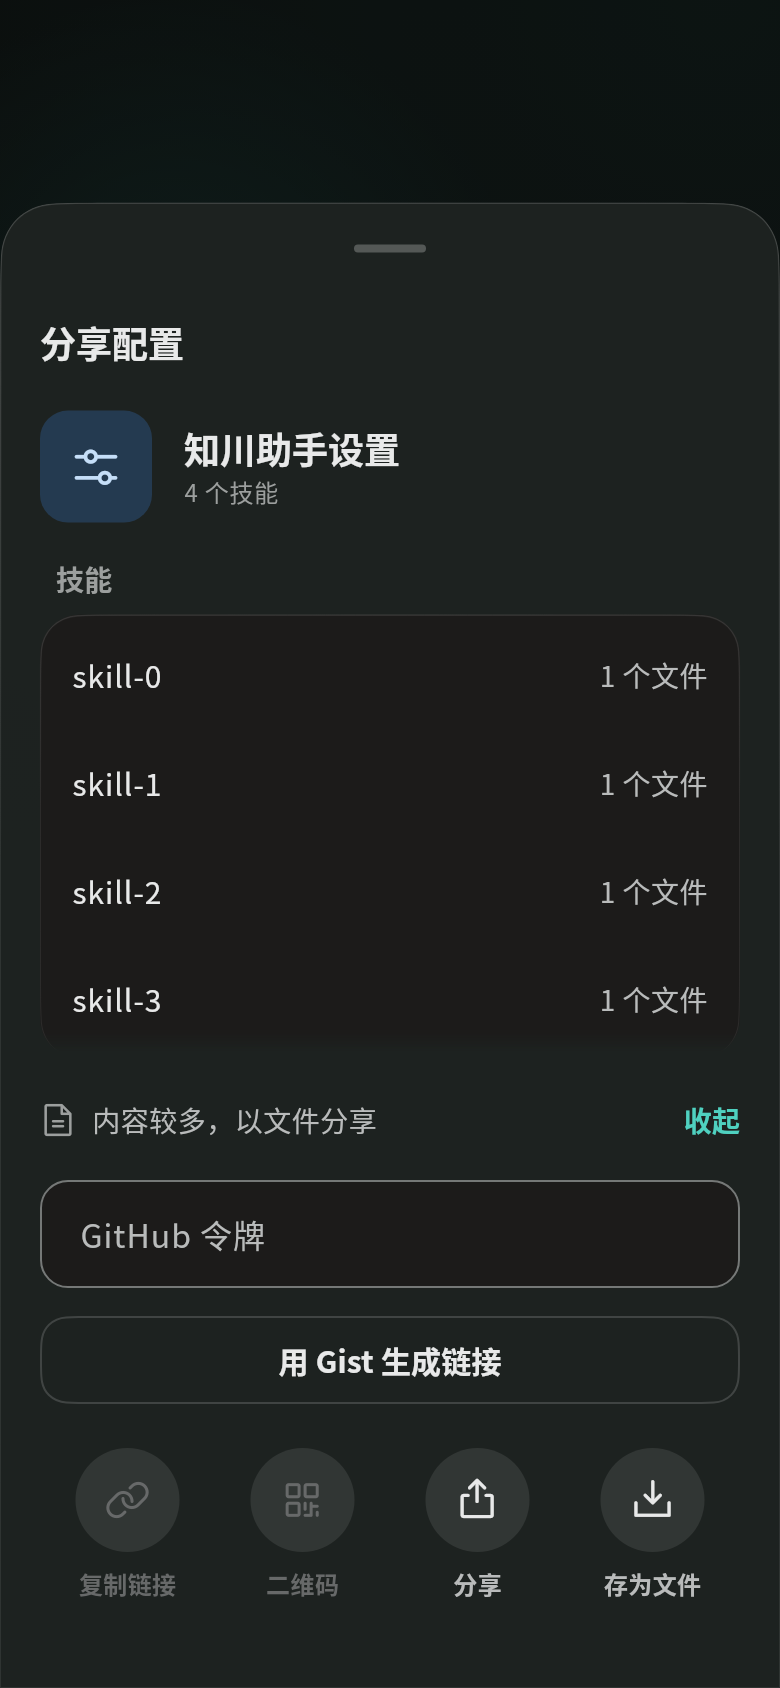 分享配置
知川助手设置
4 个技能
技能
skill-0 1 个文件
skill-1 1 个文件
skill-2 1 个文件
skill-3 1 个文件
内容较多，以文件分享 收起
GitHub 令牌
用 Gist 生成链接
复制链接 二维码 分享 存为文件